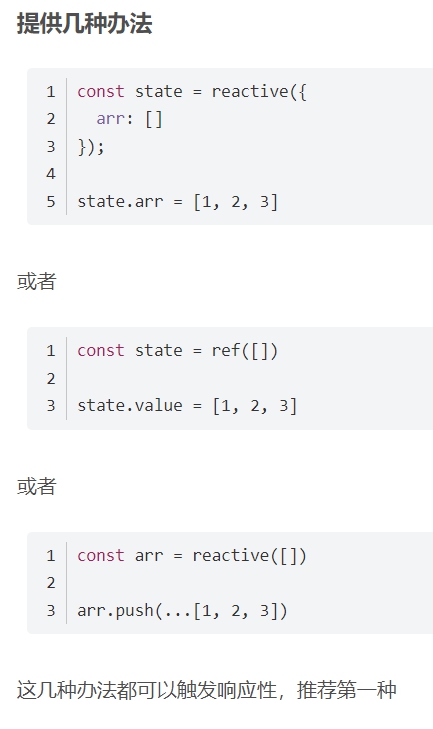 提供几种办法
1 const state = reactive({
2   arr: []
3 });
4
5 state.arr = [1, 2, 3]
或者
1 const state = ref([])
2
3 state.value = [1, 2, 3]
或者
1 const arr = reactive([])
2
3 arr.push(...[1, 2, 3])
这几种办法都可以触发响应性，推荐第一种